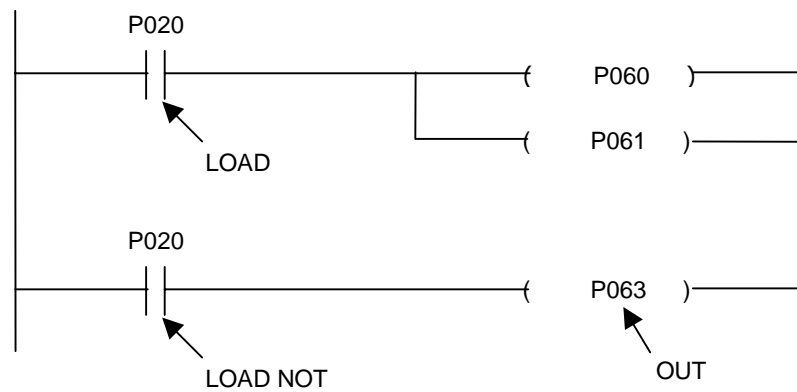 P020
( P060 )
( P061 )
LOAD
P020
( P063 )
LOAD NOT
OUT